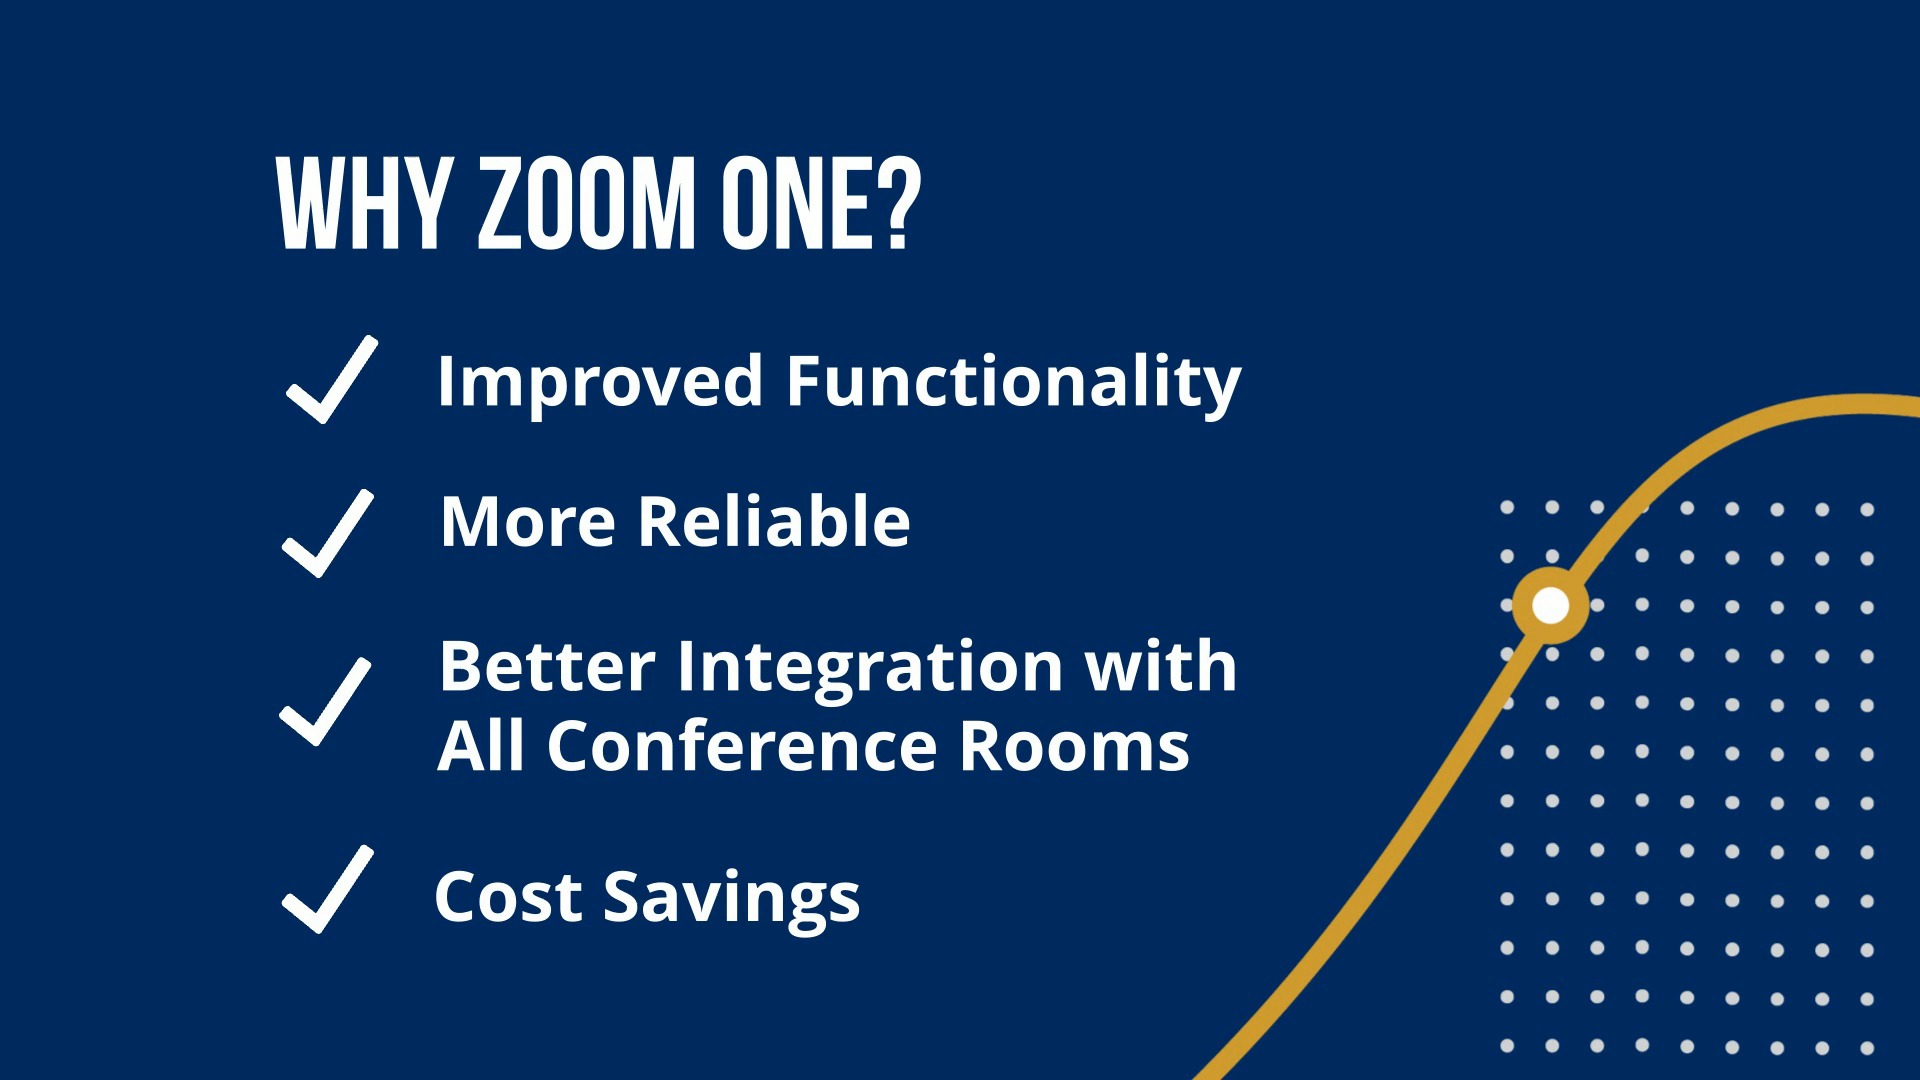 WHY ZOOM ONE?
Improved Functionality
More Reliable
Better Integration with
All Conference Rooms
Cost Savings